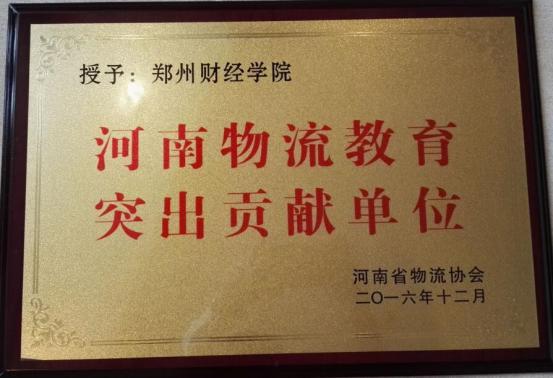 授予：郑州财经学院
河南物流教育
突出贡献单位
河南省物流协会
二〇一六年十二月